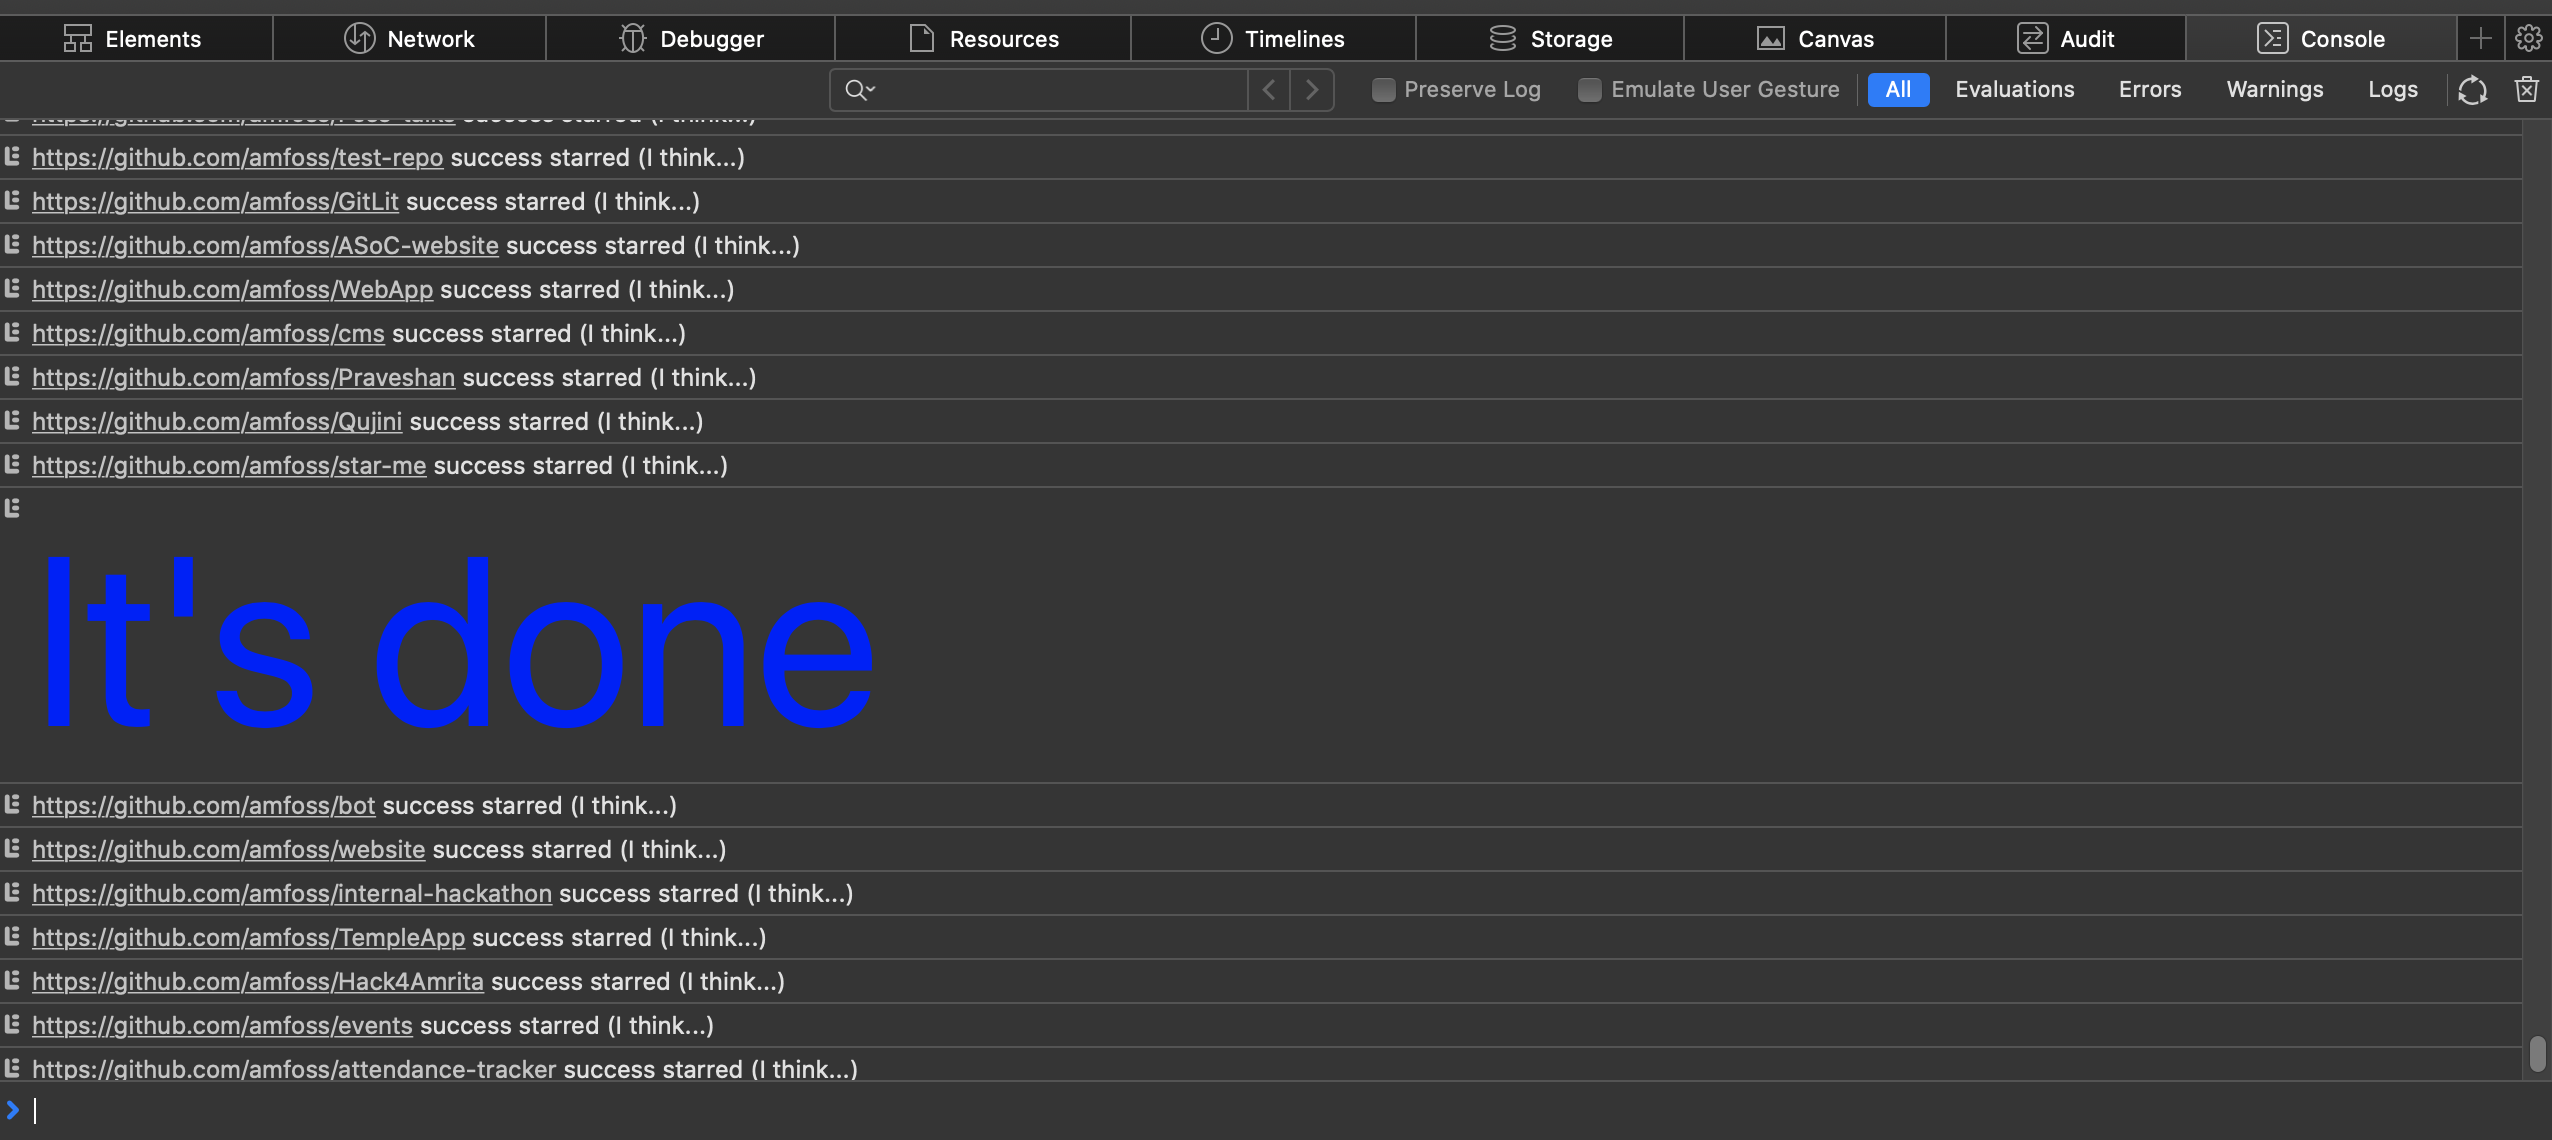 Elements Network Debugger Resources Timelines Storage Canvas Audit Console
Preserve Log Emulate User Gesture All Evaluations Errors Warnings Logs
https://github.com/amfoss/test-repo success starred (I think...)
https://github.com/amfoss/GitLit success starred (I think...)
https://github.com/amfoss/ASoC-website success starred (I think...)
https://github.com/amfoss/WebApp success starred (I think...)
https://github.com/amfoss/cms success starred (I think...)
https://github.com/amfoss/Praveshan success starred (I think...)
https://github.com/amfoss/Qujini success starred (I think...)
https://github.com/amfoss/star-me success starred (I think...)
It's done
https://github.com/amfoss/bot success starred (I think...)
https://github.com/amfoss/website success starred (I think...)
https://github.com/amfoss/internal-hackathon success starred (I think...)
https://github.com/amfoss/TempleApp success starred (I think...)
https://github.com/amfoss/Hack4Amrita success starred (I think...)
https://github.com/amfoss/events success starred (I think...)
https://github.com/amfoss/attendance-tracker success starred (I think...)